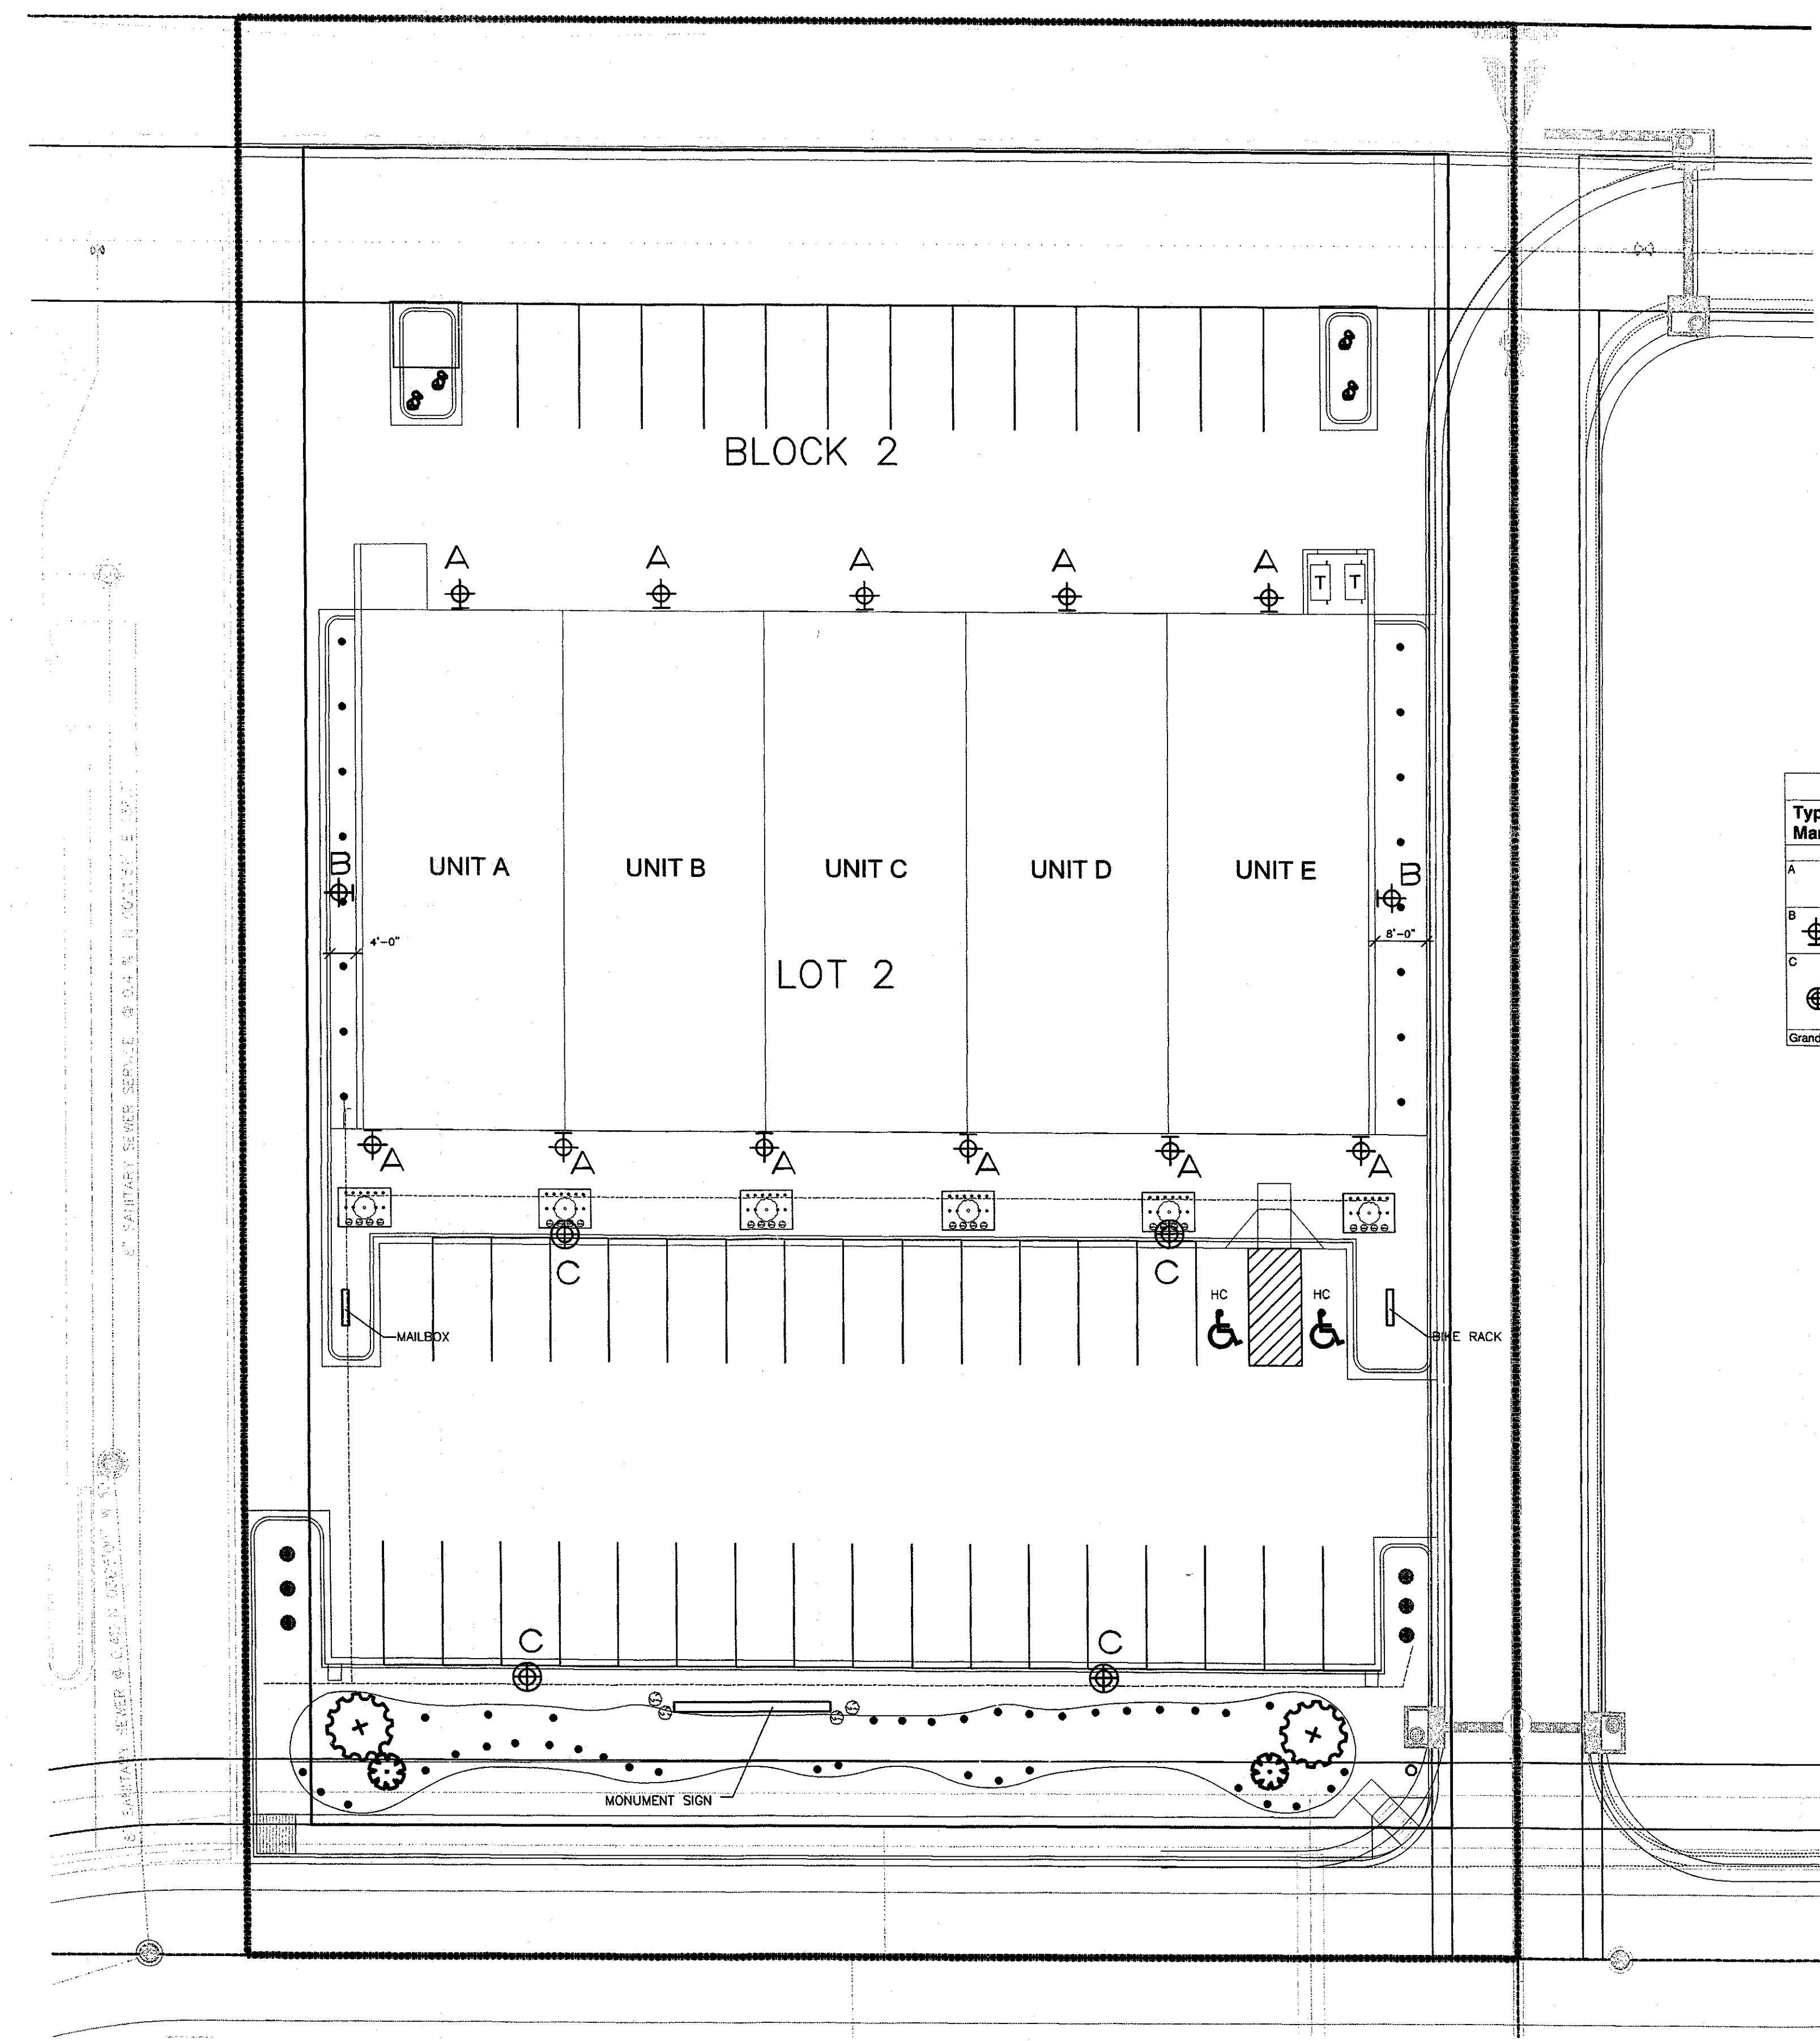 BLOCK 2
A A A A A
T T
Typ
Mar
A
B
C
Grand
B
UNIT A UNIT B UNIT C UNIT D UNIT E
B
4'-0"
8'-0"
LOT 2
A A A A A A
C C
HC HC
MAILBOX
BIKE RACK
C C
MONUMENT SIGN